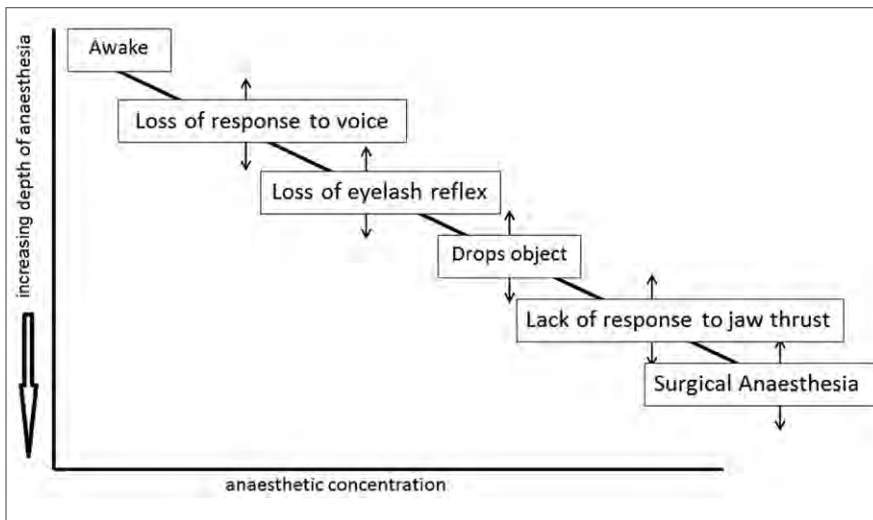 increasing depth of anaesthesia
Awake
Loss of response to voice
Loss of eyelash reflex
Drops object
Lack of response to jaw thrust
Surgical Anaesthesia
anaesthetic concentration